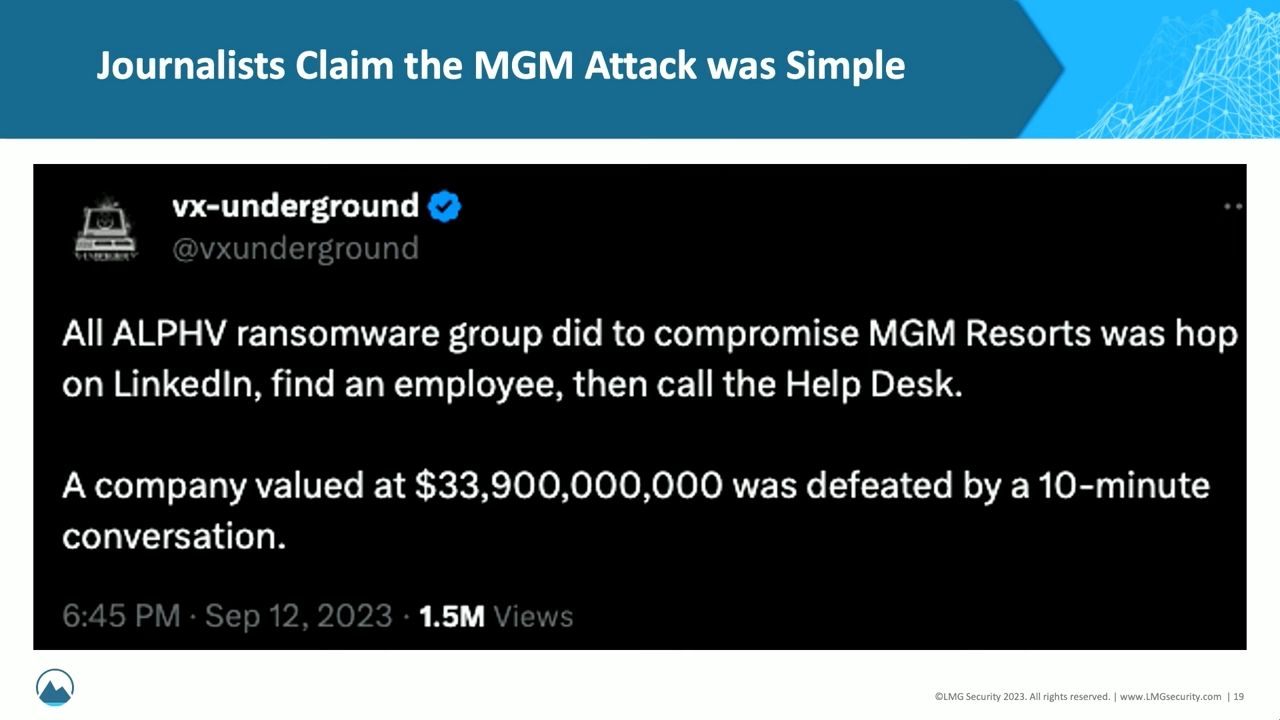 Journalists Claim the MGM Attack was Simple
vx-underground
@vxunderground
All ALPHV ransomware group did to compromise MGM Resorts was hop
on LinkedIn, find an employee, then call the Help Desk.
A company valued at $33,900,000,000 was defeated by a 10-minute
conversation.
6:45 PM · Sep 12, 2023 · 1.5M Views
©LMG Security 2023. All rights reserved. | www.LMGsecurity.com | 19